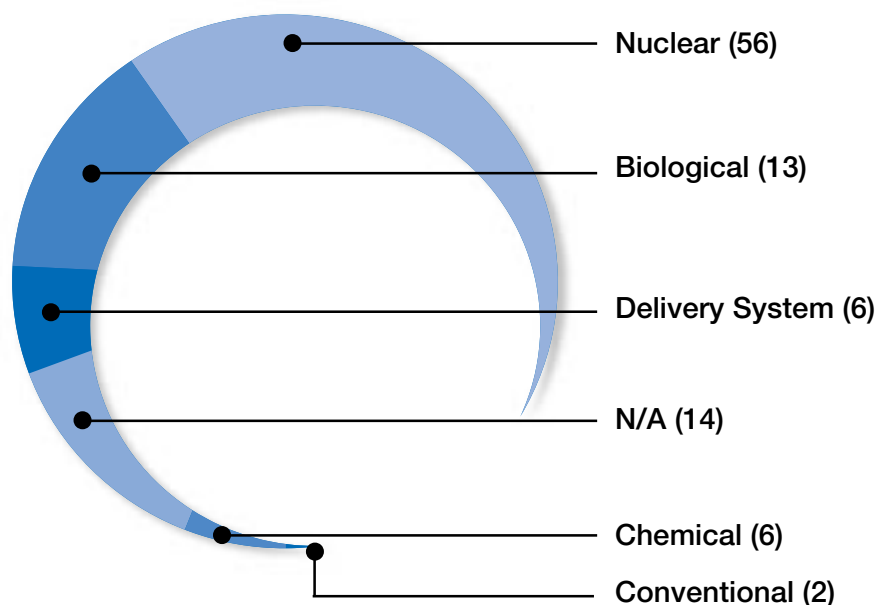 Nuclear (56)
Biological (13)
Delivery System (6)
N/A (14)
Chemical (6)
Conventional (2)